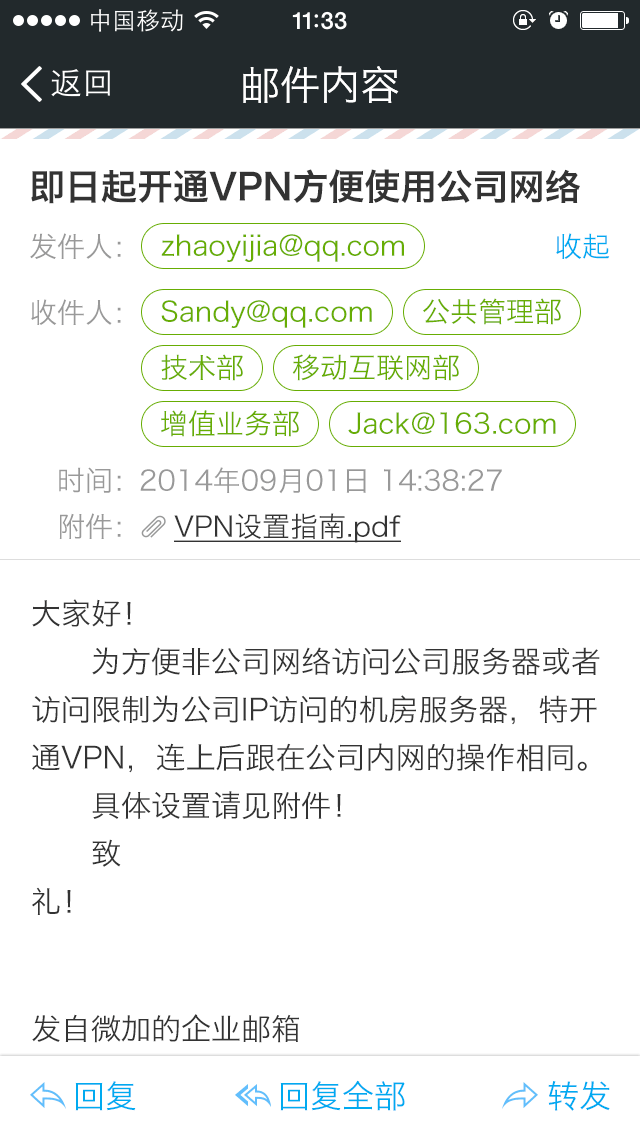 中国移动 11:33
返回 邮件内容
即日起开通VPN方便使用公司网络
发件人： zhaoyijia@qq.com 收起
收件人： Sandy@qq.com 公共管理部
技术部 移动互联网部
增值业务部 Jack@163.com
时间： 2014年09月01日 14:38:27
附件： VPN设置指南.pdf
大家好！
为方便非公司网络访问公司服务器或者
访问限制为公司IP访问的机房服务器，特开
通VPN，连上后跟在公司内网的操作相同。
具体设置请见附件！
致
礼！
发自微加的企业邮箱
回复 回复全部 转发